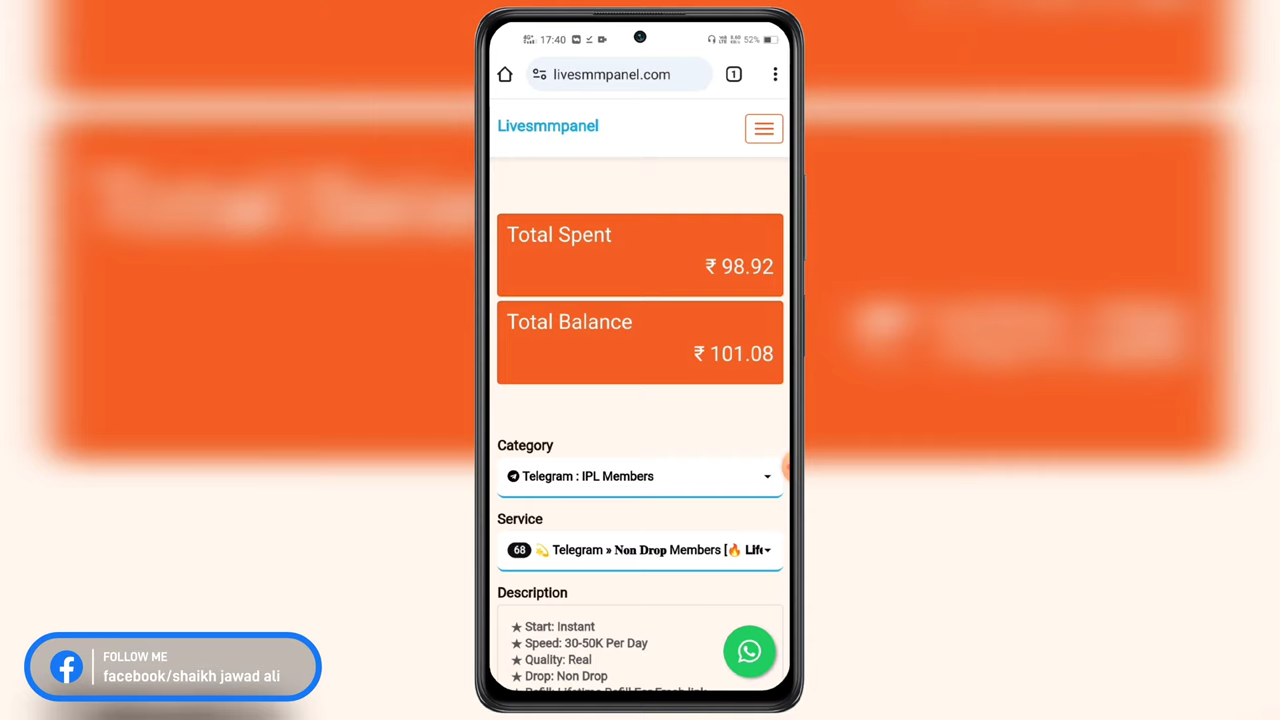 17:40
52%
livesmmpanel.com
1
Livesmmpanel
Total Spent
₹ 98.92
Total Balance
₹ 101.08
Category
Telegram : IPL Members
Service
68 💫 Telegram » 𝐍𝐨𝐧 𝐃𝐫𝐨𝐩 Members [🔥
Description
★ Start: Instant
★ Speed: 30-50K Per Day
★ Quality: Real
★ Drop: Non Drop
FOLLOW ME
facebook/shaikh jawad ali